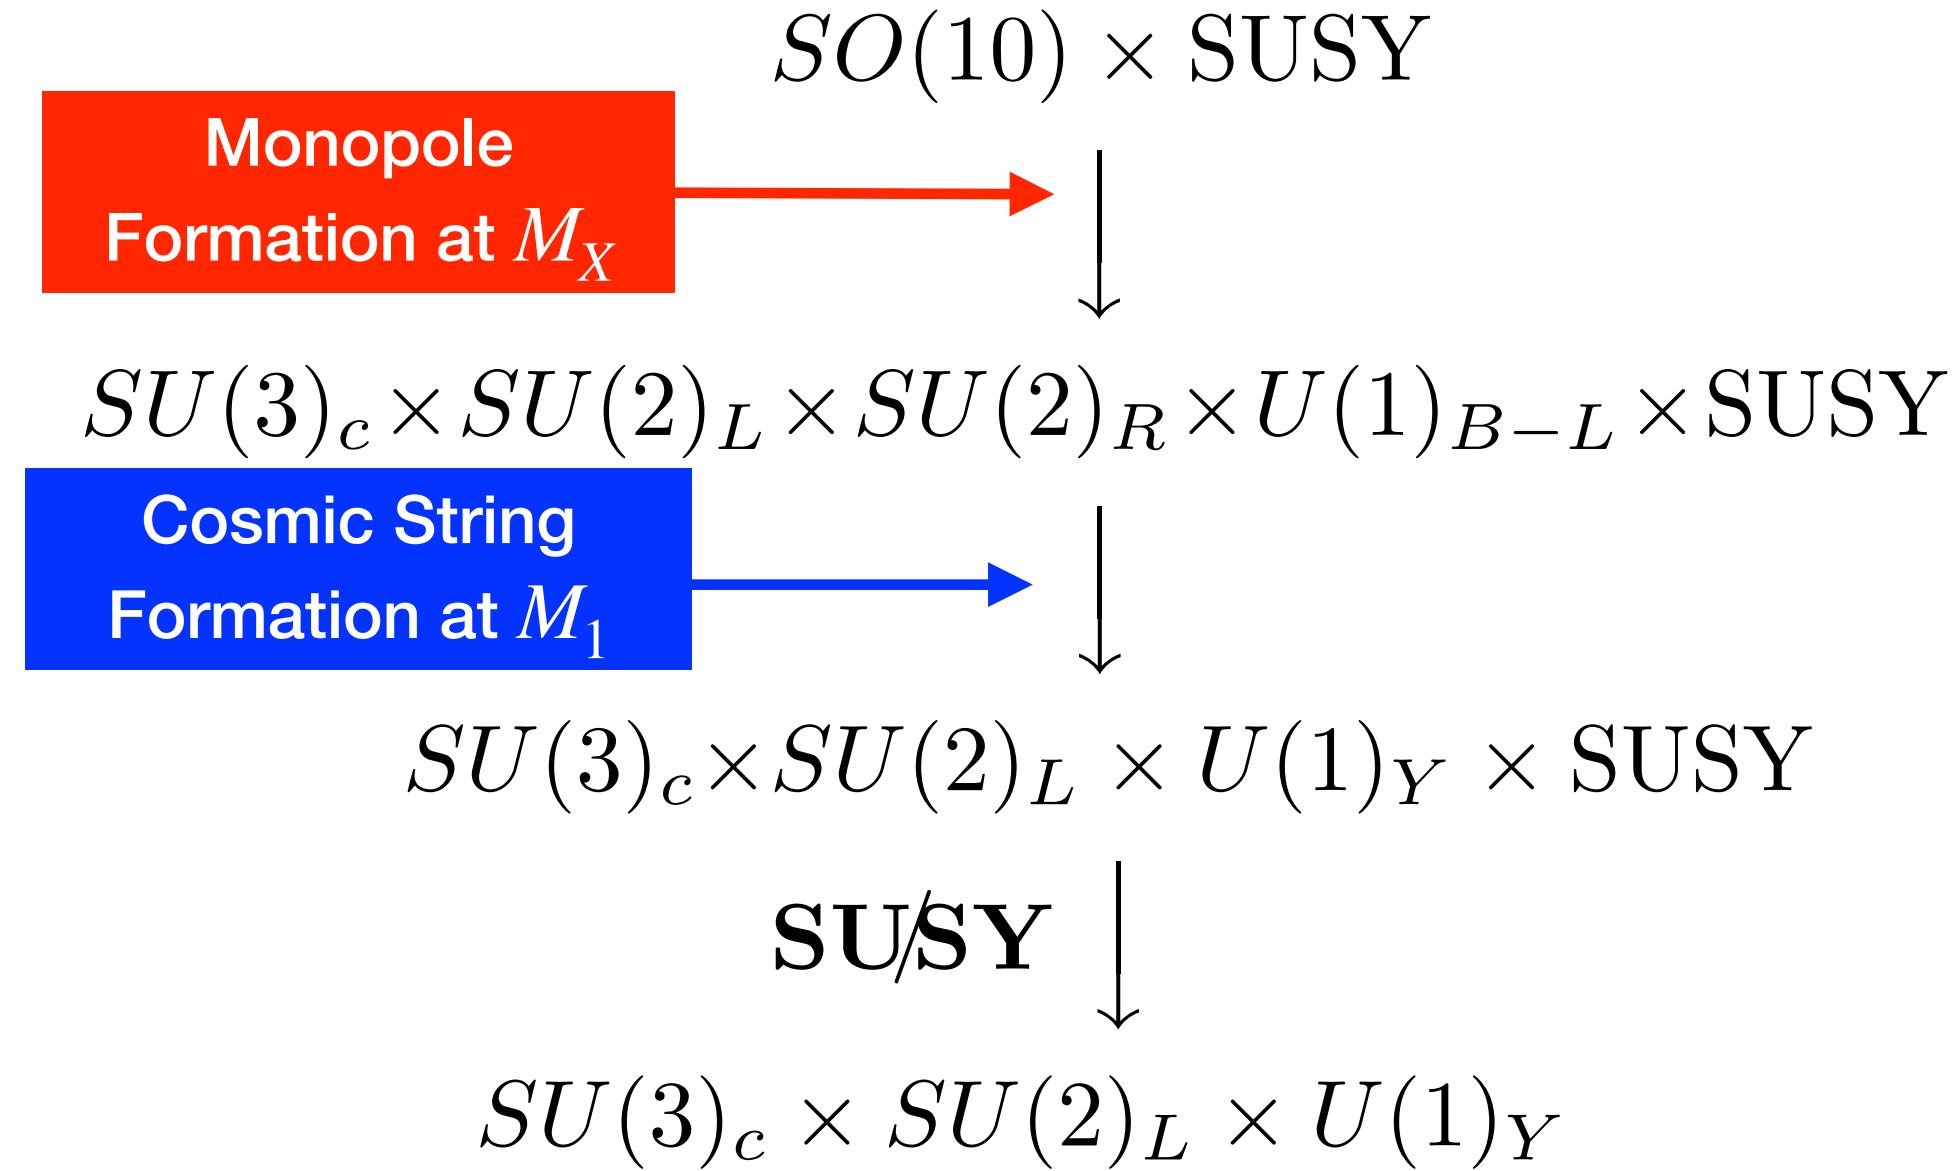 SO(10) × SUSY
Monopole
Formation at M_X
SU(3)_c × SU(2)_L × SU(2)_R × U(1)_{B−L} × SUSY
Cosmic String
Formation at M_1
SU(3)_c × SU(2)_L × U(1)_Y × SUSY
SU/SY
SU(3)_c × SU(2)_L × U(1)_Y